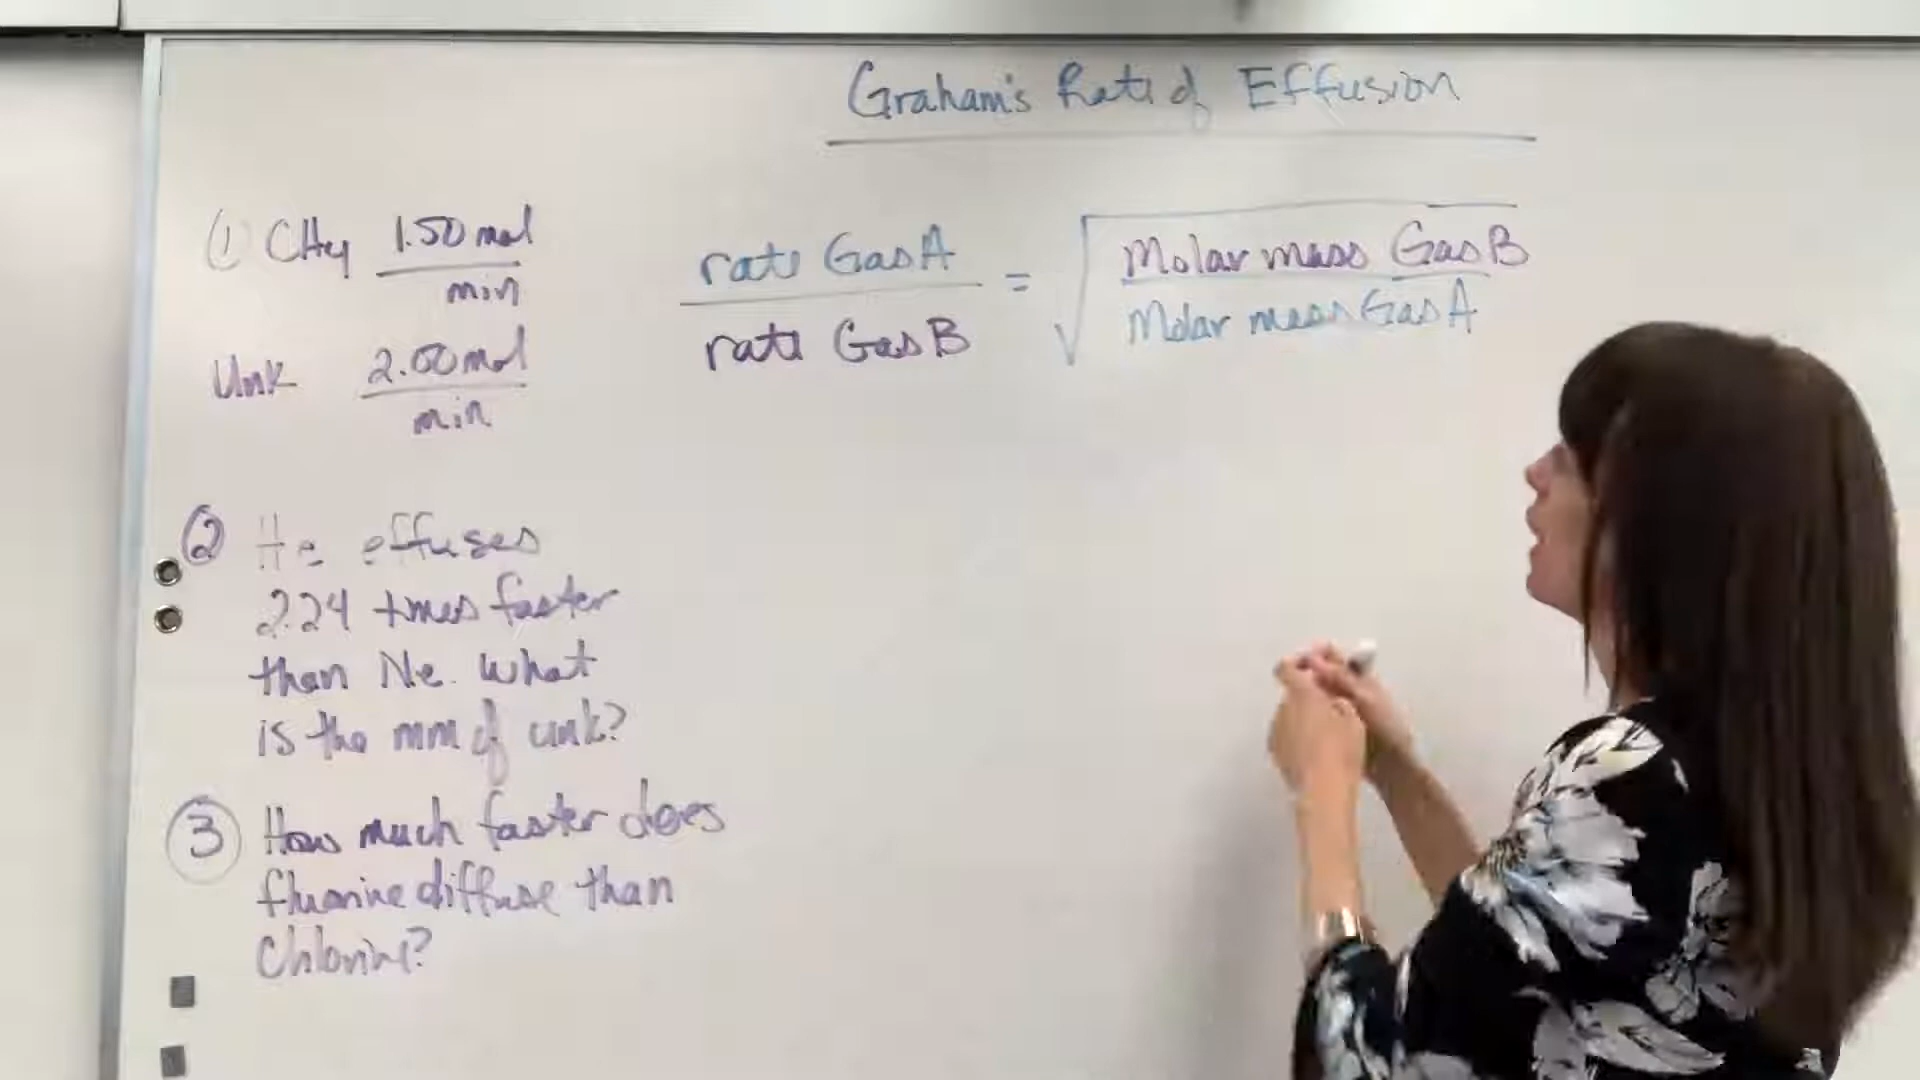 Graham's Rate of Effusion
① CH4 1.50 mol
min
Unk 2.00 mol
min
rate Gas A = √ Molar mass Gas B
rate Gas B Molar mass Gas A
② He effuses
2.24 times faster
than Ne. What
is the mm of unk?
③ How much faster does
fluorine diffuse than
Chlorine?